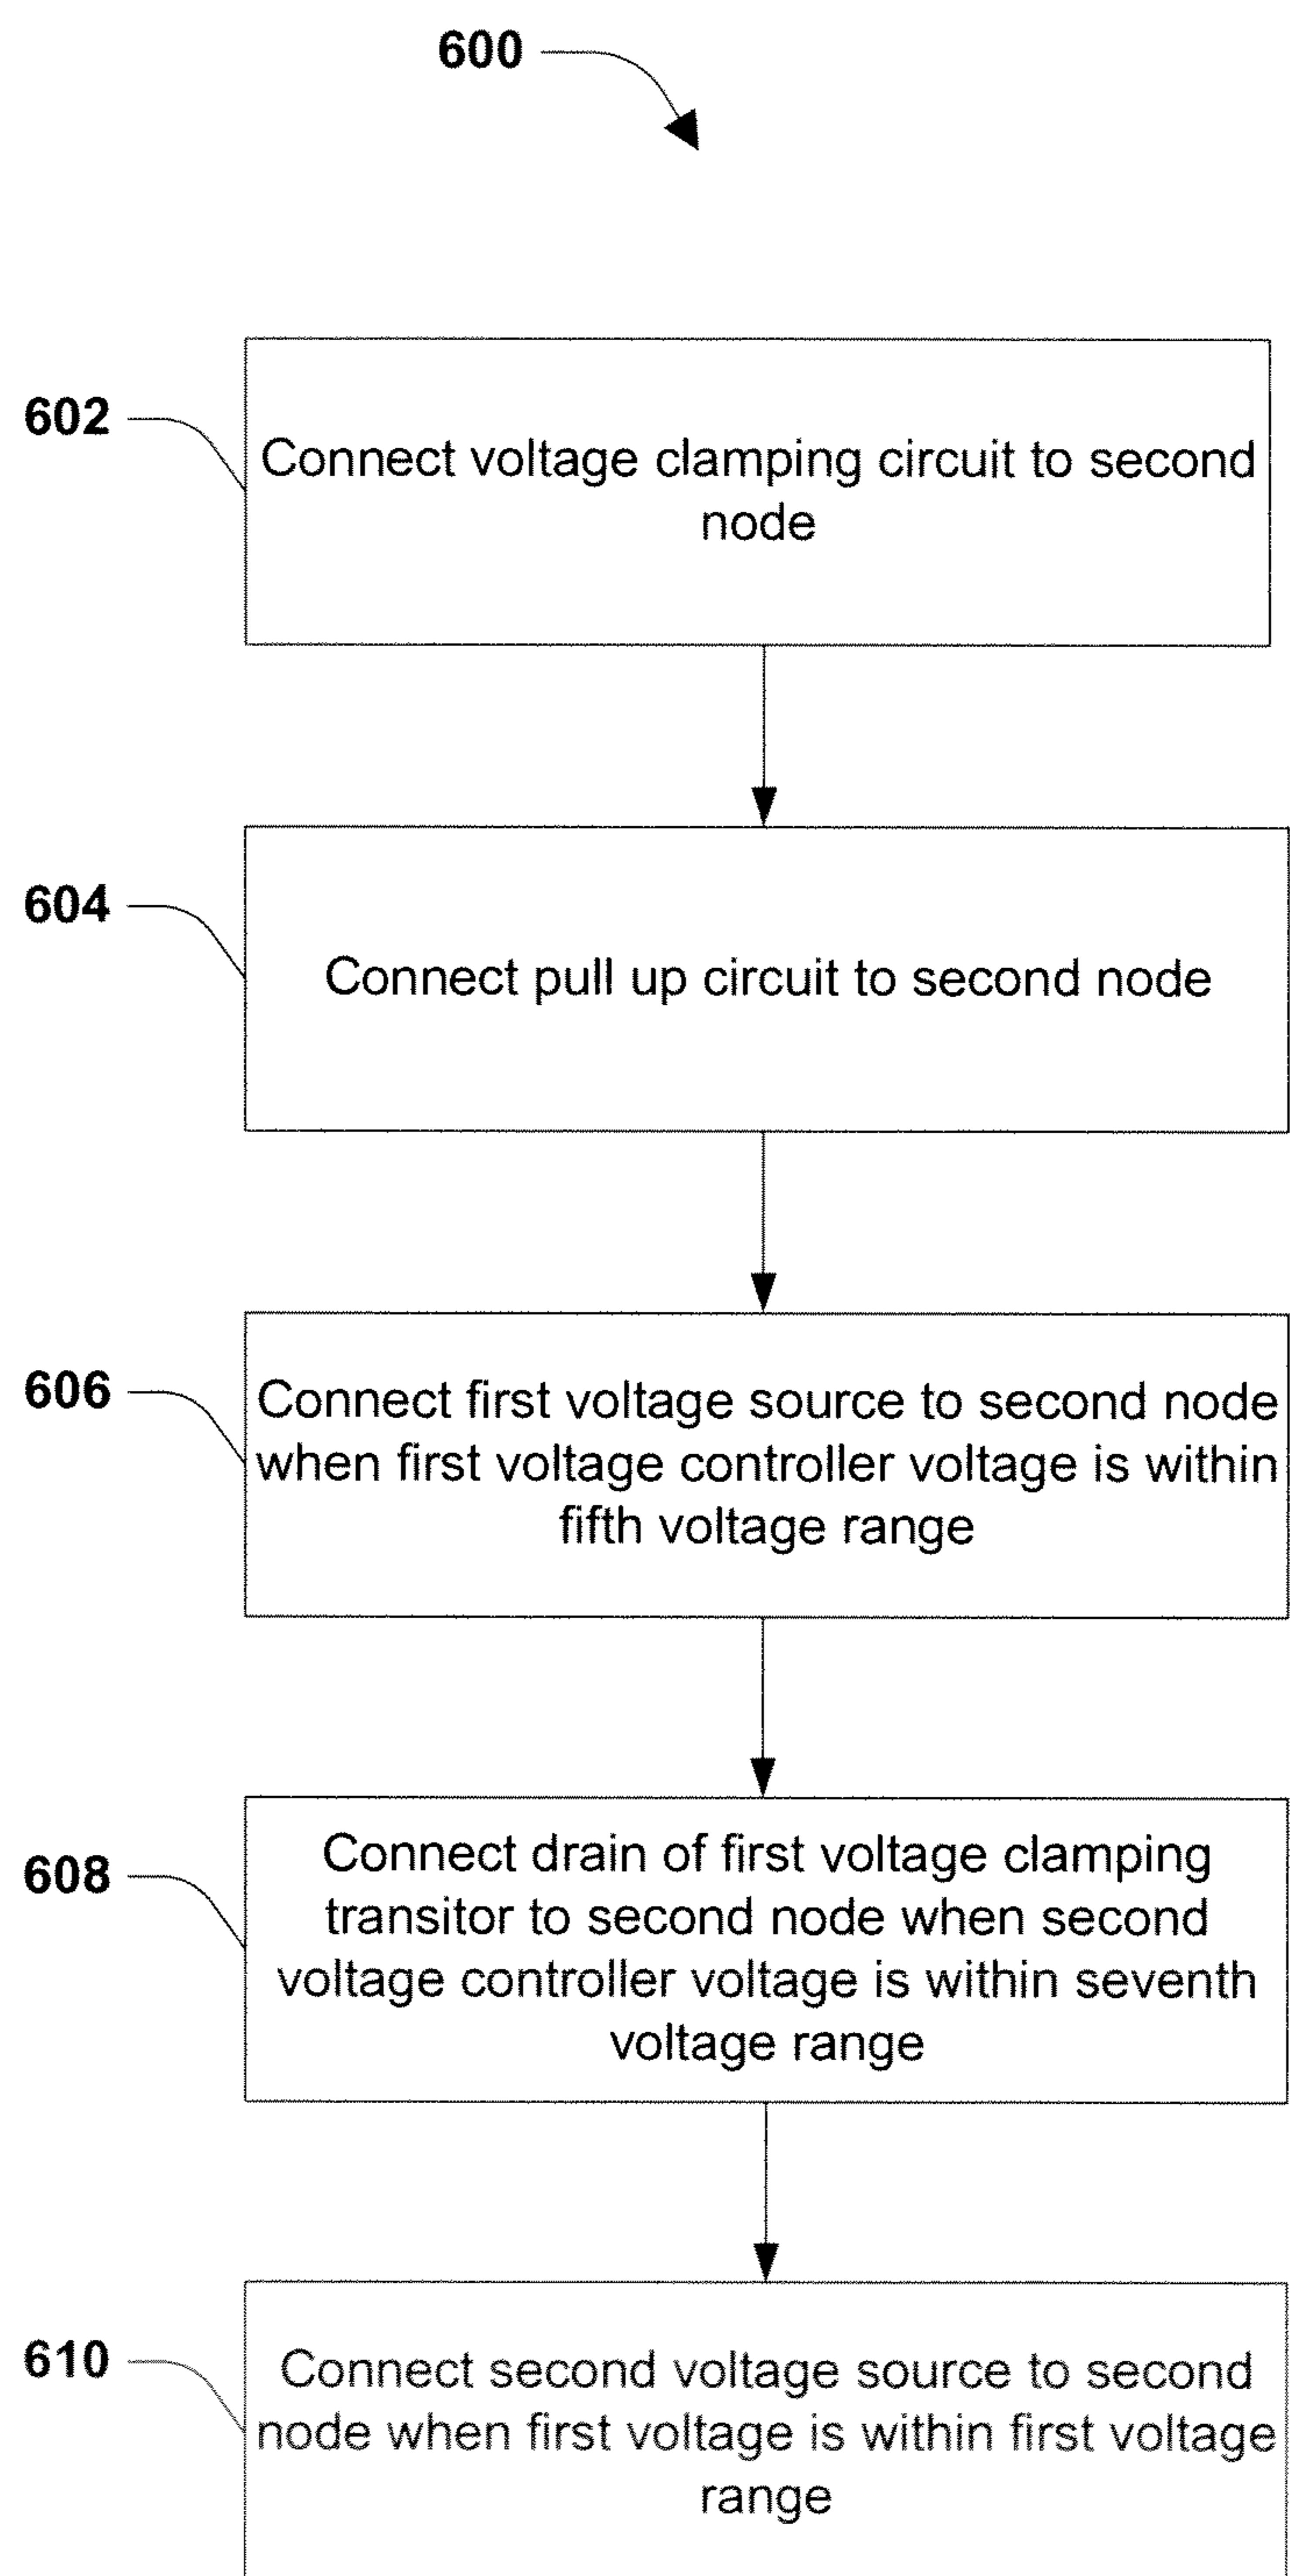 600
602
Connect voltage clamping circuit to second
node
604
Connect pull up circuit to second node
606
Connect first voltage source to second node
when first voltage controller voltage is within
fifth voltage range
608
Connect drain of first voltage clamping
transitor to second node when second
voltage controller voltage is within seventh
voltage range
610
Connect second voltage source to second
node when first voltage is within first voltage
range